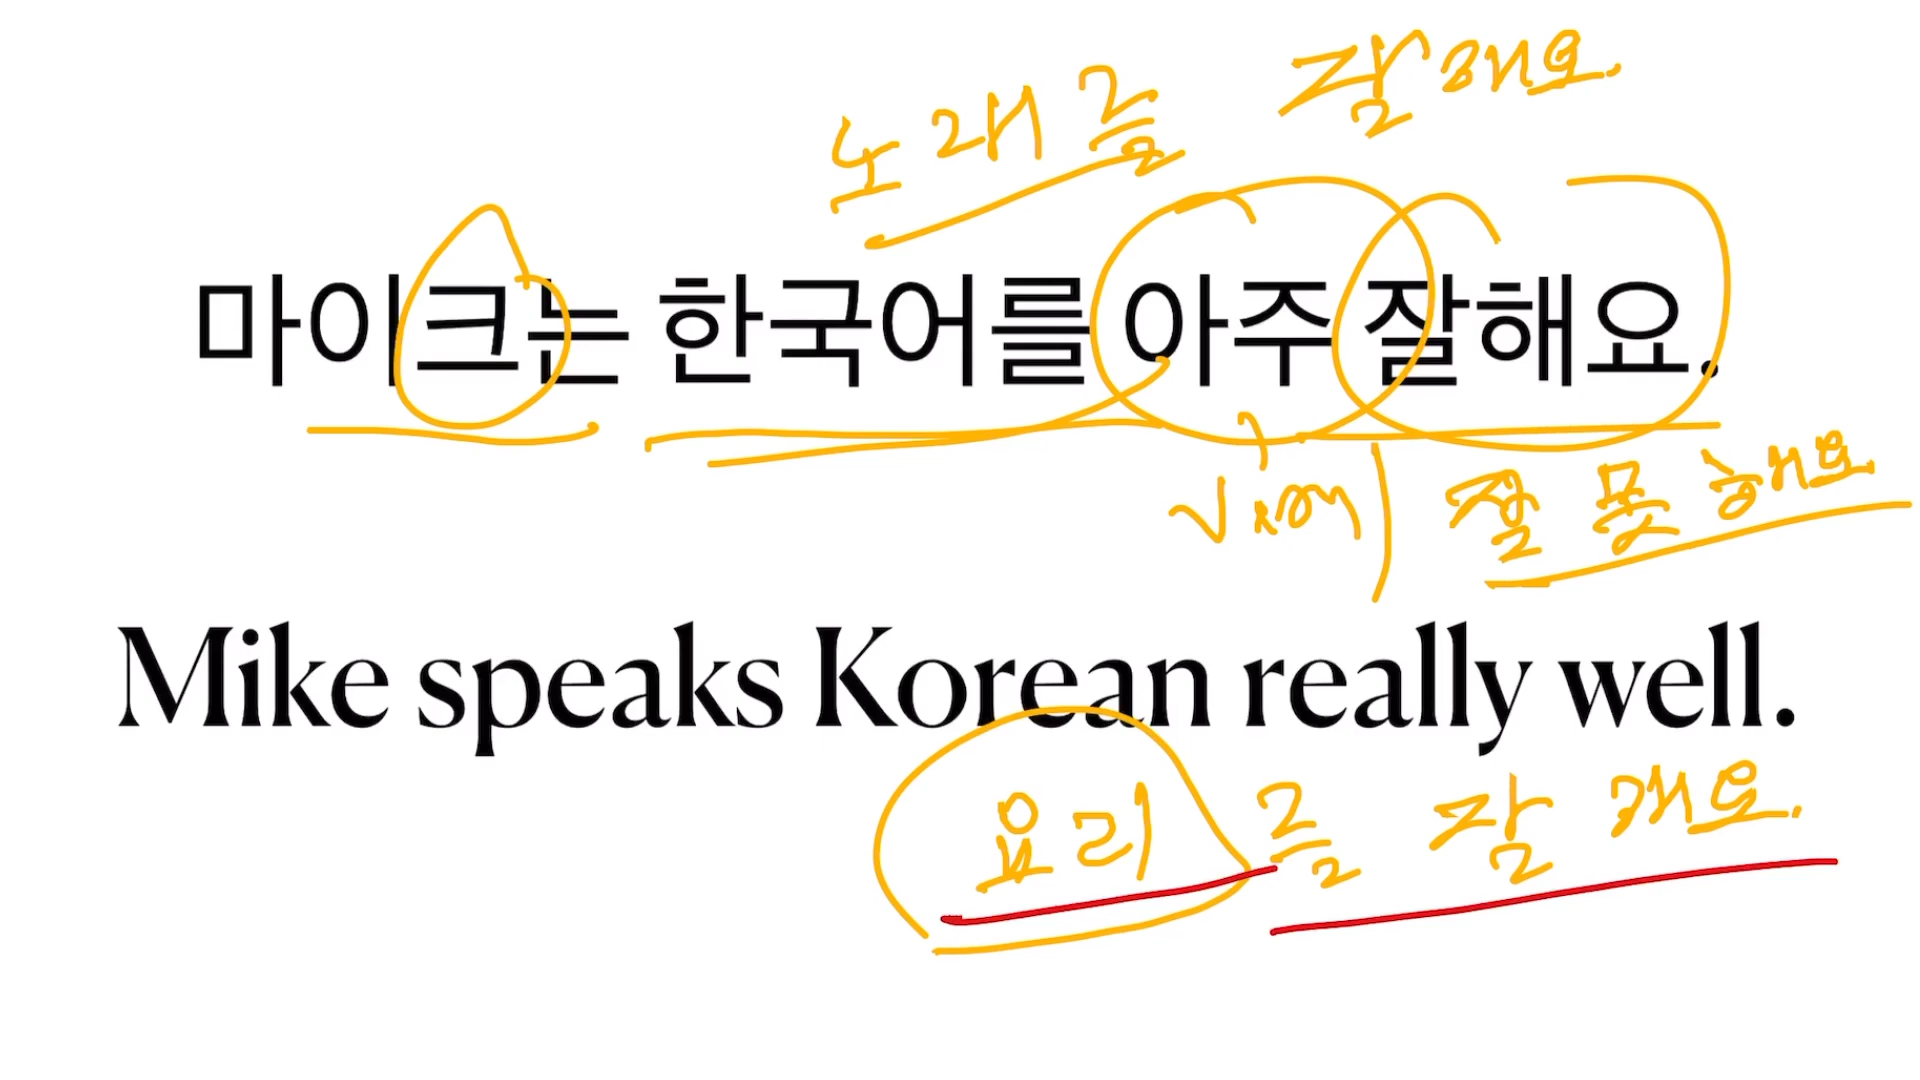 노래를 잘해요.
마이크는 한국어를 아주 잘해요.
잘 못해요
Mike speaks Korean really well.
요리를 잘해요.